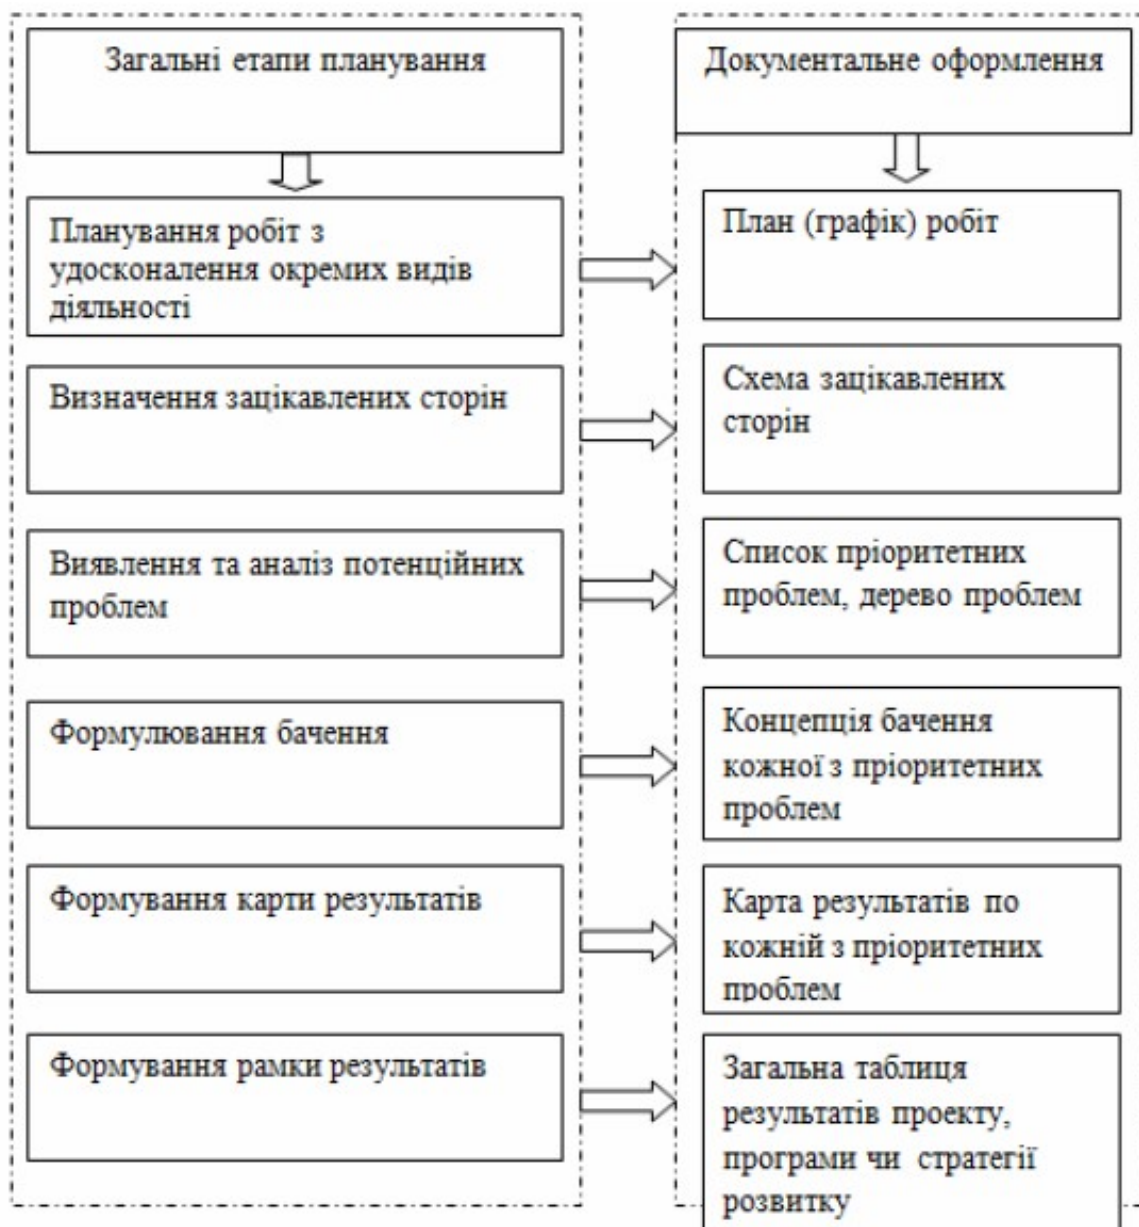 Загальні етапи планування
Документальне оформлення
Планування робіт з
удосконалення окремих видів
діяльності
План (графік) робіт
Визначення зацікавлених сторін
Схема зацікавлених
сторін
Виявлення та аналіз потенційних
проблем
Список пріоритетних
проблем, дерево проблем
Формулювання бачення
Концепція бачення
кожної з пріоритетних
проблем
Формування карти результатів
Карта результатів по
кожній з пріоритетних
проблем
Формування рамки результатів
Загальна таблиця
результатів проекту,
програми чи стратегії
розвитку